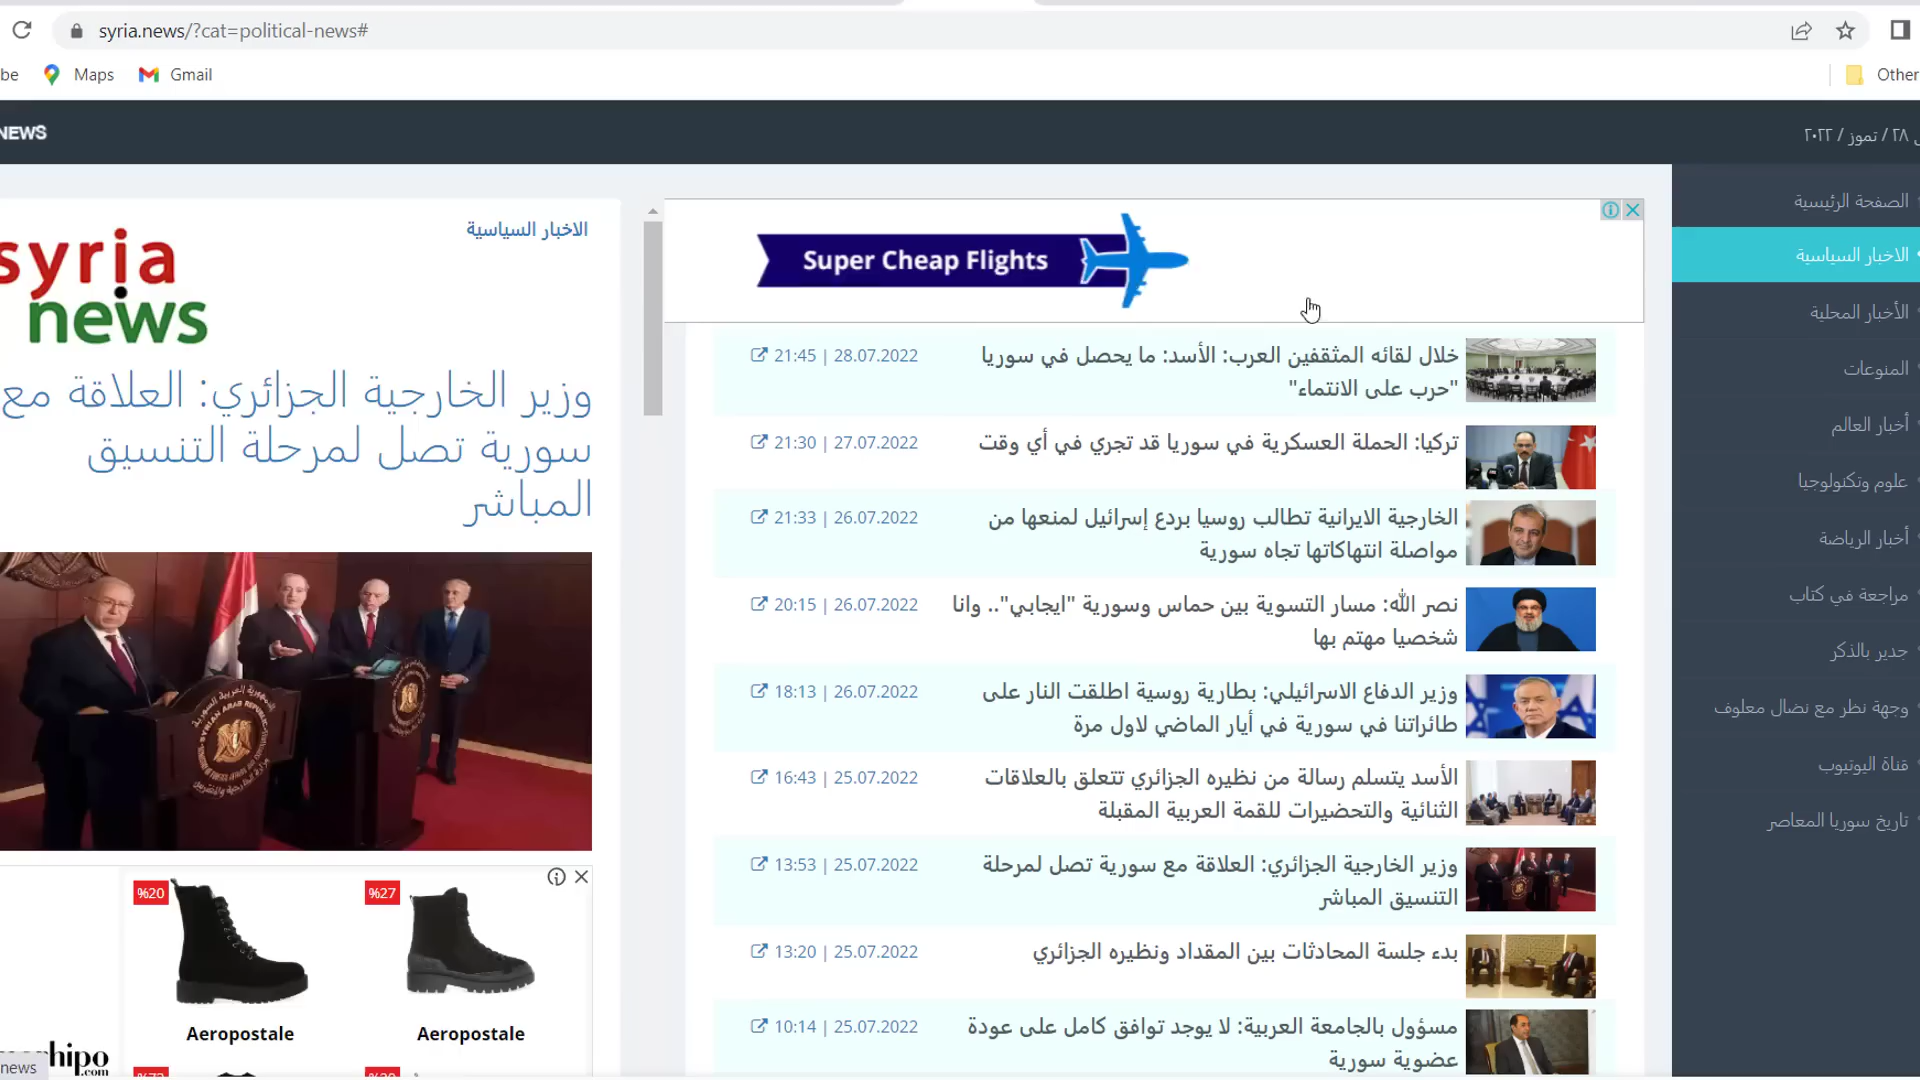 syria.news/?cat=political-news#
be
Maps
Gmail
Other
NEWS
٢٨ / تموز / ٢٠٢٢
الاخبار السياسية
syria
news
وزير الخارجية الجزائري: العلاقة مع
سورية تصل لمرحلة التنسيق
المباشر
SYRIAN ARAB REPUBLIC
%20
%27
Aeropostale
Aeropostale
hipo
.com
news
Super Cheap Flights
خلال لقائه المثقفين العرب: الأسد: ما يحصل في سوريا
"حرب على الانتماء"
21:45 | 28.07.2022
تركيا: الحملة العسكرية في سوريا قد تجري في أي وقت
21:30 | 27.07.2022
الخارجية الايرانية تطالب روسيا بردع إسرائيل لمنعها من
مواصلة انتهاكاتها تجاه سورية
21:33 | 26.07.2022
نصر الله: مسار التسوية بين حماس وسورية "ايجابي".. وانا
شخصيا مهتم بها
20:15 | 26.07.2022
وزير الدفاع الاسرائيلي: بطارية روسية اطلقت النار على
طائراتنا في سورية في أيار الماضي لاول مرة
18:13 | 26.07.2022
الأسد يتسلم رسالة من نظيره الجزائري تتعلق بالعلاقات
الثنائية والتحضيرات للقمة العربية المقبلة
16:43 | 25.07.2022
وزير الخارجية الجزائري: العلاقة مع سورية تصل لمرحلة
التنسيق المباشر
13:53 | 25.07.2022
بدء جلسة المحادثات بين المقداد ونظيره الجزائري
13:20 | 25.07.2022
مسؤول بالجامعة العربية: لا يوجد توافق كامل على عودة
عضوية سورية
10:14 | 25.07.2022
الصفحة الرئيسية
الاخبار السياسية
الأخبار المحلية
المنوعات
أخبار العالم
علوم وتكنولوجيا
أخبار الرياضة
مراجعة في كتاب
جدير بالذكر
وجهة نظر مع نضال معلوف
قناة اليوتيوب
تاريخ سوريا المعاصر